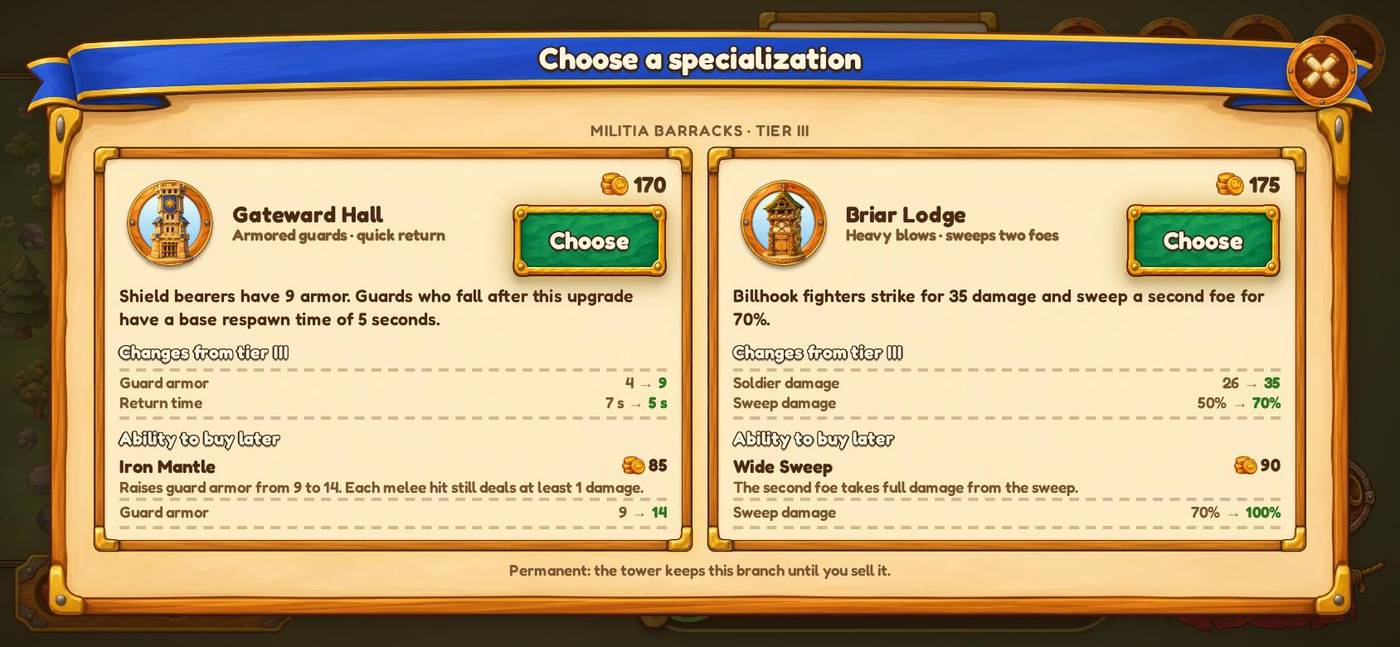 Choose a specialization
MILITIA BARRACKS · TIER III
170
Gateward Hall
Armored guards · quick return
Choose
Shield bearers have 9 armor. Guards who fall after this upgrade
have a base respawn time of 5 seconds.
Changes from tier III
Guard armor 4 → 9
Return time 7 s → 5 s
Ability to buy later
Iron Mantle 85
Raises guard armor from 9 to 14. Each melee hit still deals at least 1 damage.
Guard armor 9 → 14
175
Briar Lodge
Heavy blows · sweeps two foes
Choose
Billhook fighters strike for 35 damage and sweep a second foe for
70%.
Changes from tier III
Soldier damage 26 → 35
Sweep damage 50% → 70%
Ability to buy later
Wide Sweep 90
The second foe takes full damage from the sweep.
Sweep damage 70% → 100%
Permanent: the tower keeps this branch until you sell it.